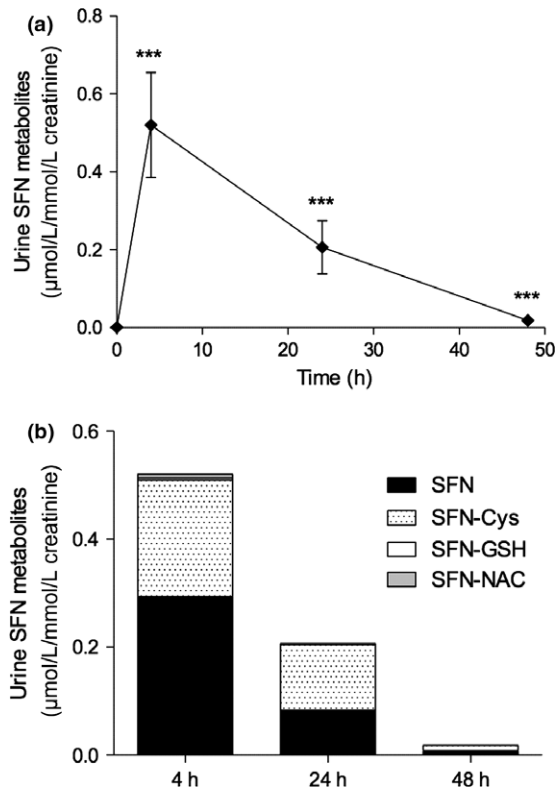 (a)
Urine SFN metabolites
(µmol/L/mmol/L creatinine)
0.8
0.6
0.4
0.2
0.0
***
***
***
0 10 20 30 40 50
Time (h)
(b)
Urine SFN metabolites
(µmol/L/mmol/L creatinine)
0.6
0.4
0.2
0.0
SFN
SFN-Cys
SFN-GSH
SFN-NAC
4 h 24 h 48 h